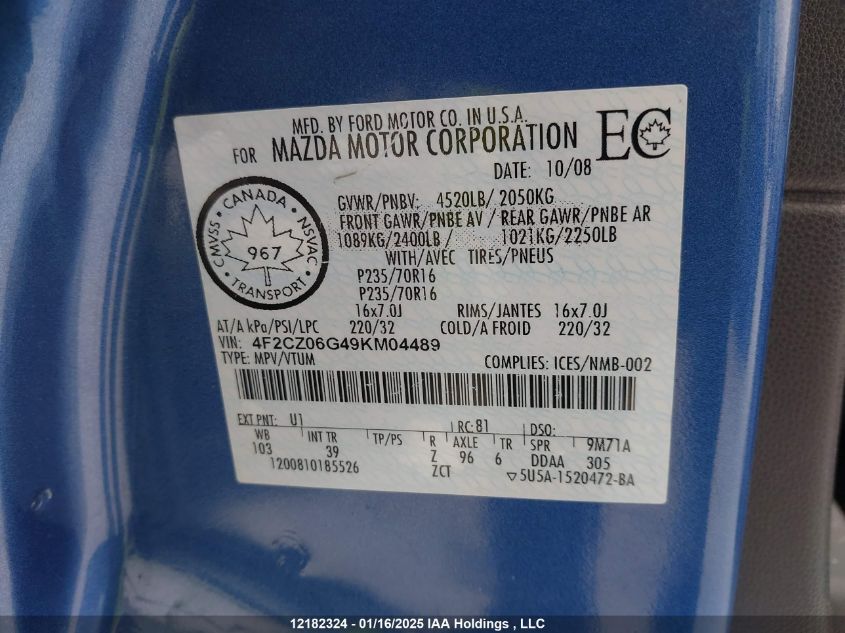 MFD. BY FORD MOTOR CO. IN U.S.A.
FOR MAZDA MOTOR CORPORATION EC
DATE: 10/08
GVWR/PNBV: 4520LB/ 2050KG
FRONT GAWR/PNBE AV / REAR GAWR/PNBE AR
1089KG/2400LB / 1021KG/2250LB
WITH/AVEC TIRES/PNEUS
CANADA
CMVSS NSVAC
967
TRANSPORT
P235/70R16
P235/70R16
16x7.0J RIMS/JANTES 16x7.0J
AT/A kPa/PSI/LPC 220/32 COLD/A FROID 220/32
VIN: 4F2CZ06G49KM04489
TYPE: MPV/VTUM COMPLIES: ICES/NMB-002
EXT PNT: U1 RC: 81 DSO:
WB INT TR TP/PS R AXLE TR SPR 9M71A
103 39 Z 96 6 DDAA 305
1200810185526 ZCT ▽5U5A-1520472-BA
12182324 - 01/16/2025 IAA Holdings , LLC